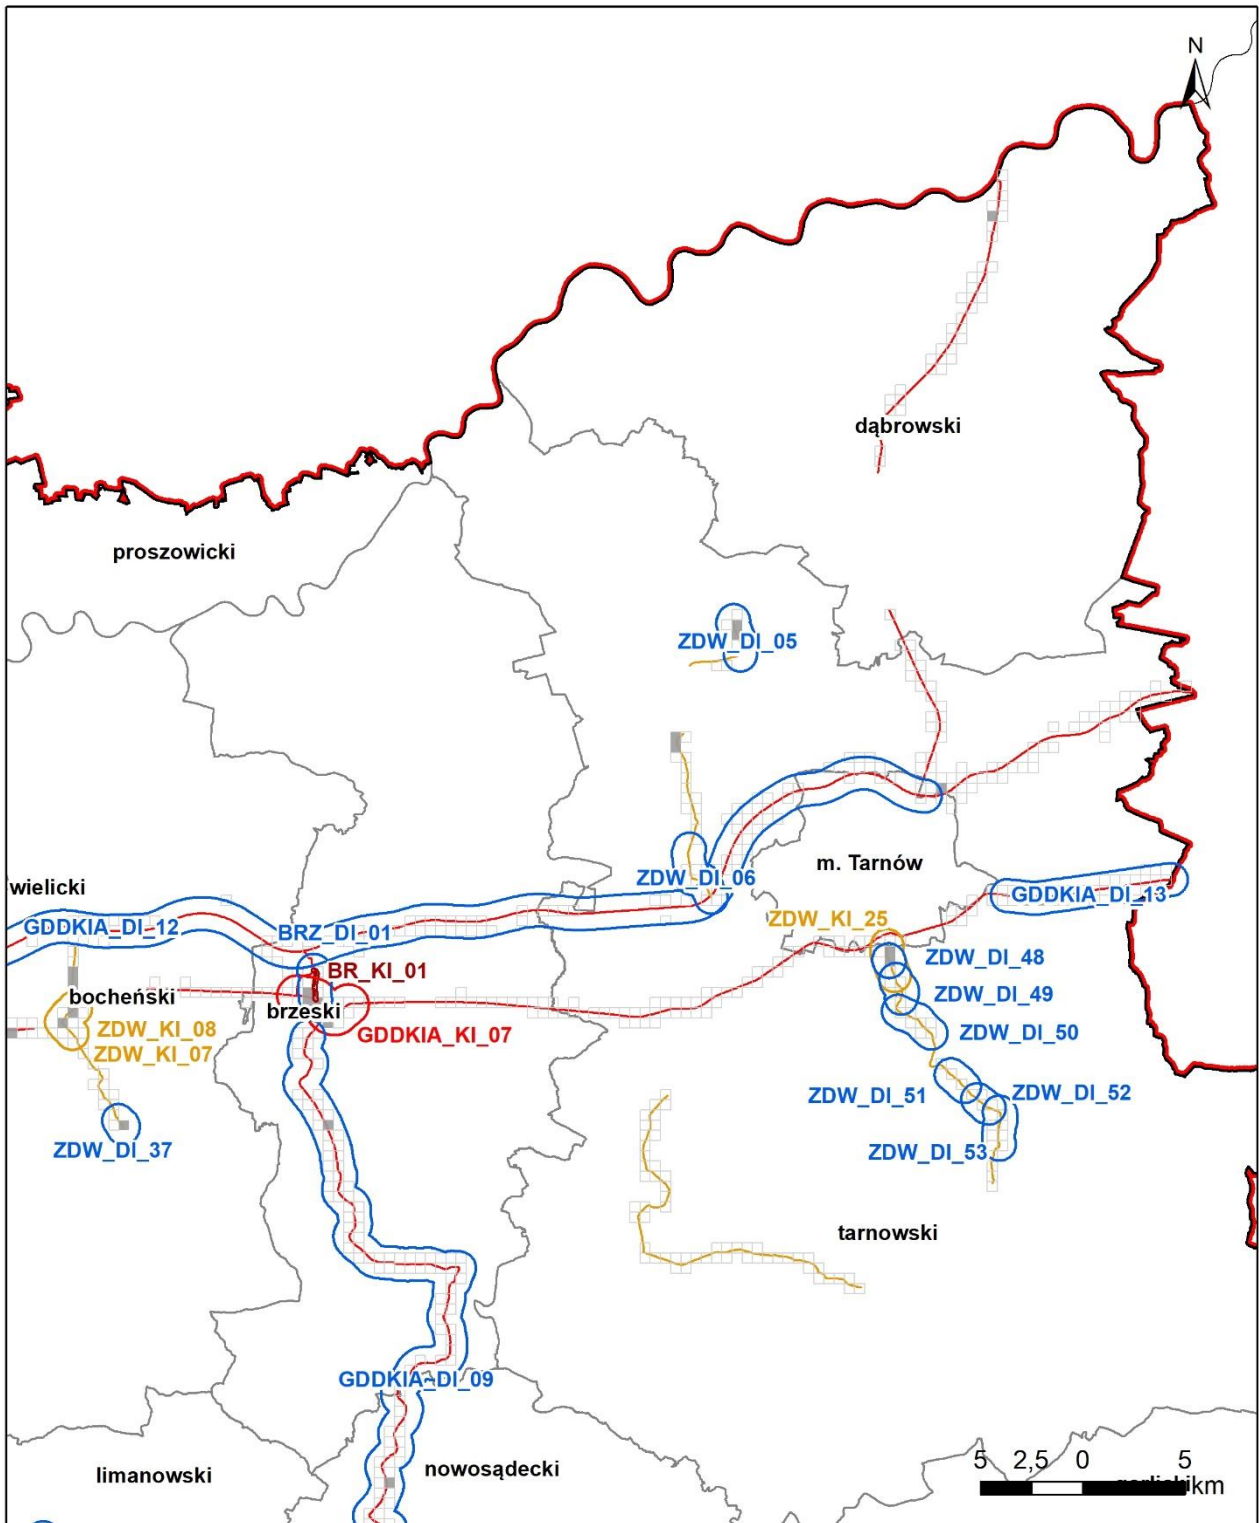 N
dąbrowski
proszowicki
ZDW_DI_05
m. Tarnów
wielicki
ZDW_DI_06
GDDKIA_DI_13
ZDW_KI_25
GDDKIA_DI_12
BRZ_DI_01
ZDW_DI_48
BR_KI_01
ZDW_DI_49
bocheński
brzeski
ZDW_KI_08
GDDKIA_KI_07
ZDW_DI_50
ZDW_KI_07
ZDW_DI_51
ZDW_DI_52
ZDW_DI_37
ZDW_DI_53
tarnowski
GDDKIA_DI_09
limanowski
nowosądecki
5 2,5 0 5
km